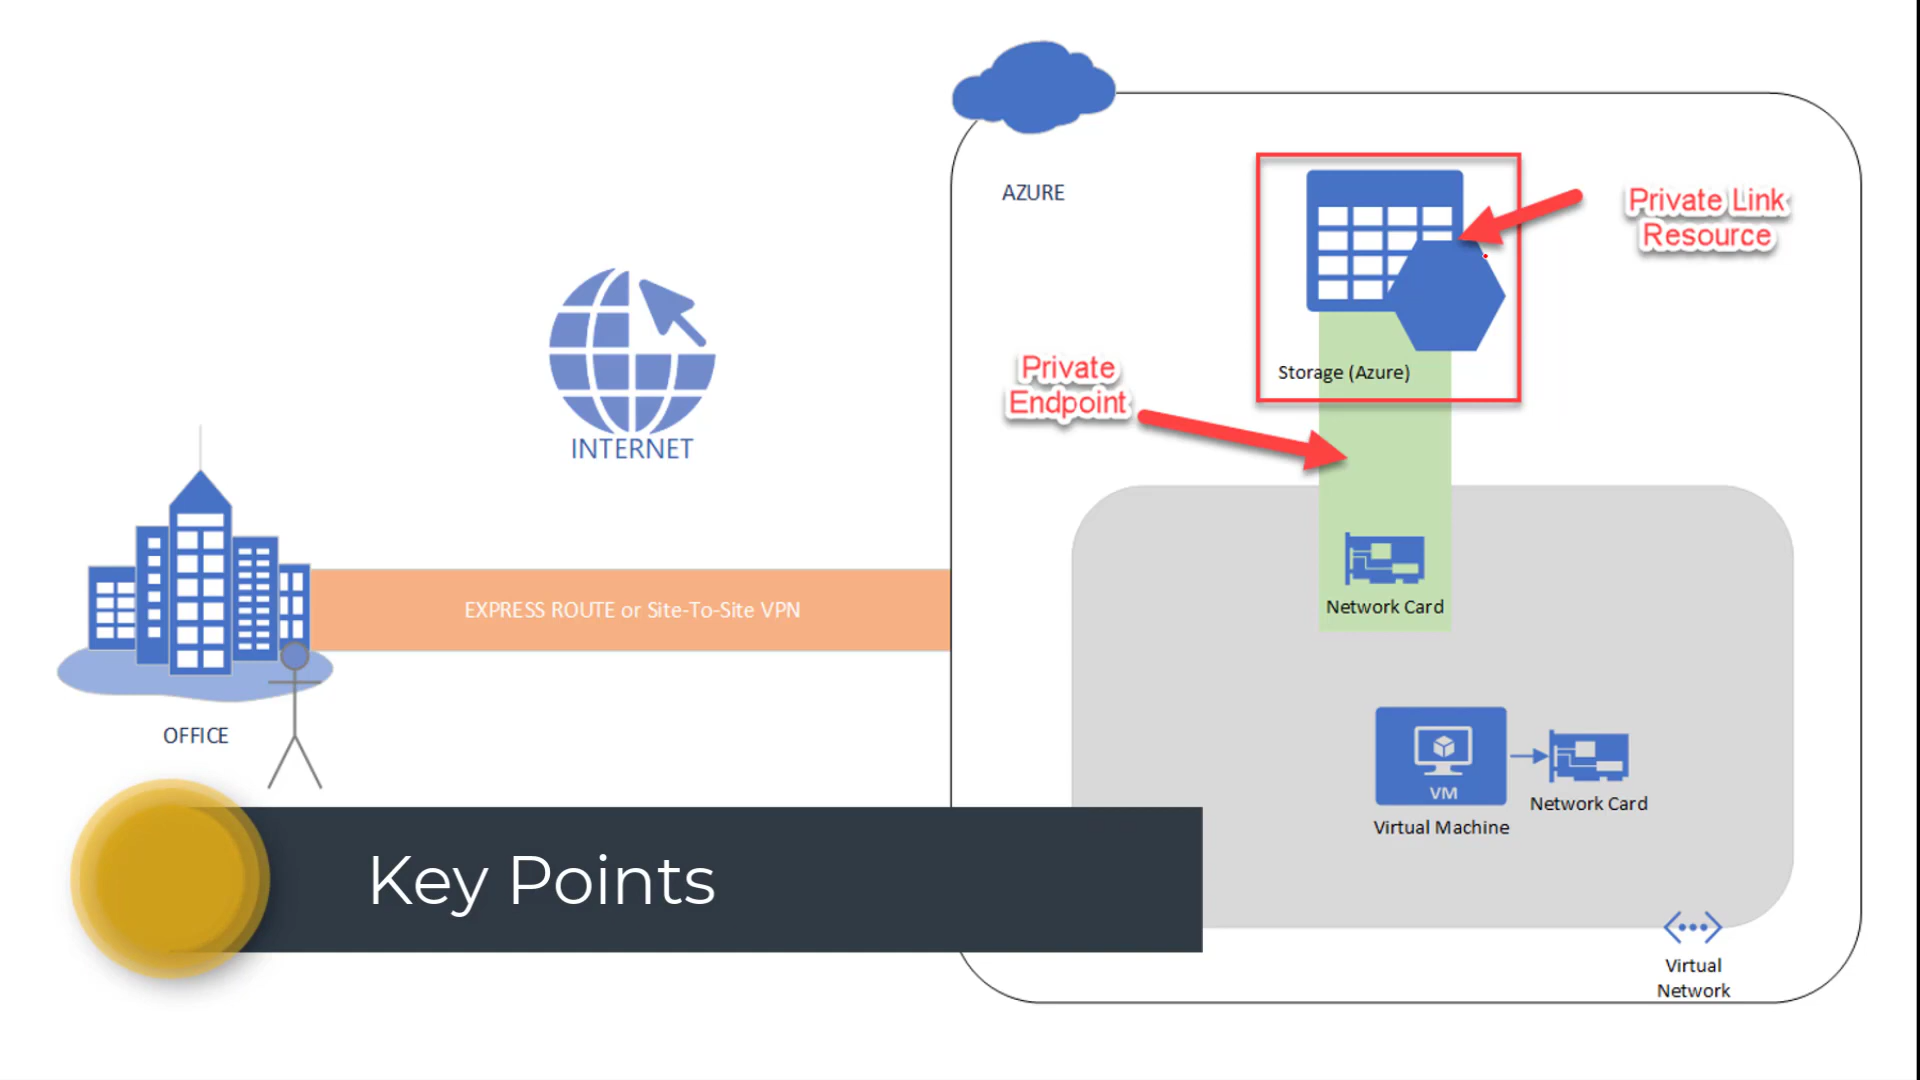 AZURE
Private Link
Resource
Private
Endpoint
Storage (Azure)
INTERNET
EXPRESS ROUTE or Site-To-Site VPN
Network Card
OFFICE
VM
Virtual Machine
Network Card
Key Points
Virtual
Network